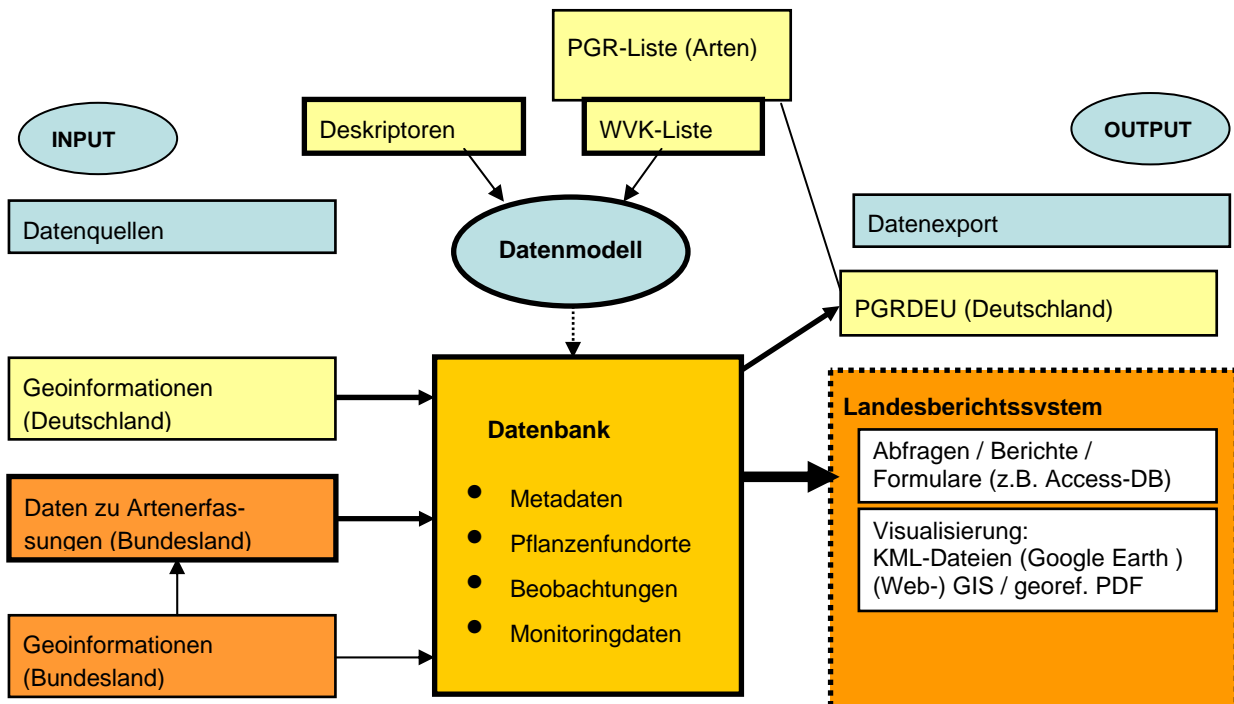 PGR-Liste (Arten)
INPUT
Deskriptoren
WVK-Liste
OUTPUT
Datenquellen
Datenmodell
Datenexport
PGRDEU (Deutschland)
Geoinformationen
(Deutschland)
Daten zu Artenerfas-
sungen (Bundesland)
Geoinformationen
(Bundesland)
Datenbank
● Metadaten
● Pflanzenfundorte
● Beobachtungen
● Monitoringdaten
Landesberichtssystem
Abfragen / Berichte /
Formulare (z.B. Access-DB)
Visualisierung:
KML-Dateien (Google Earth )
(Web-) GIS / georef. PDF